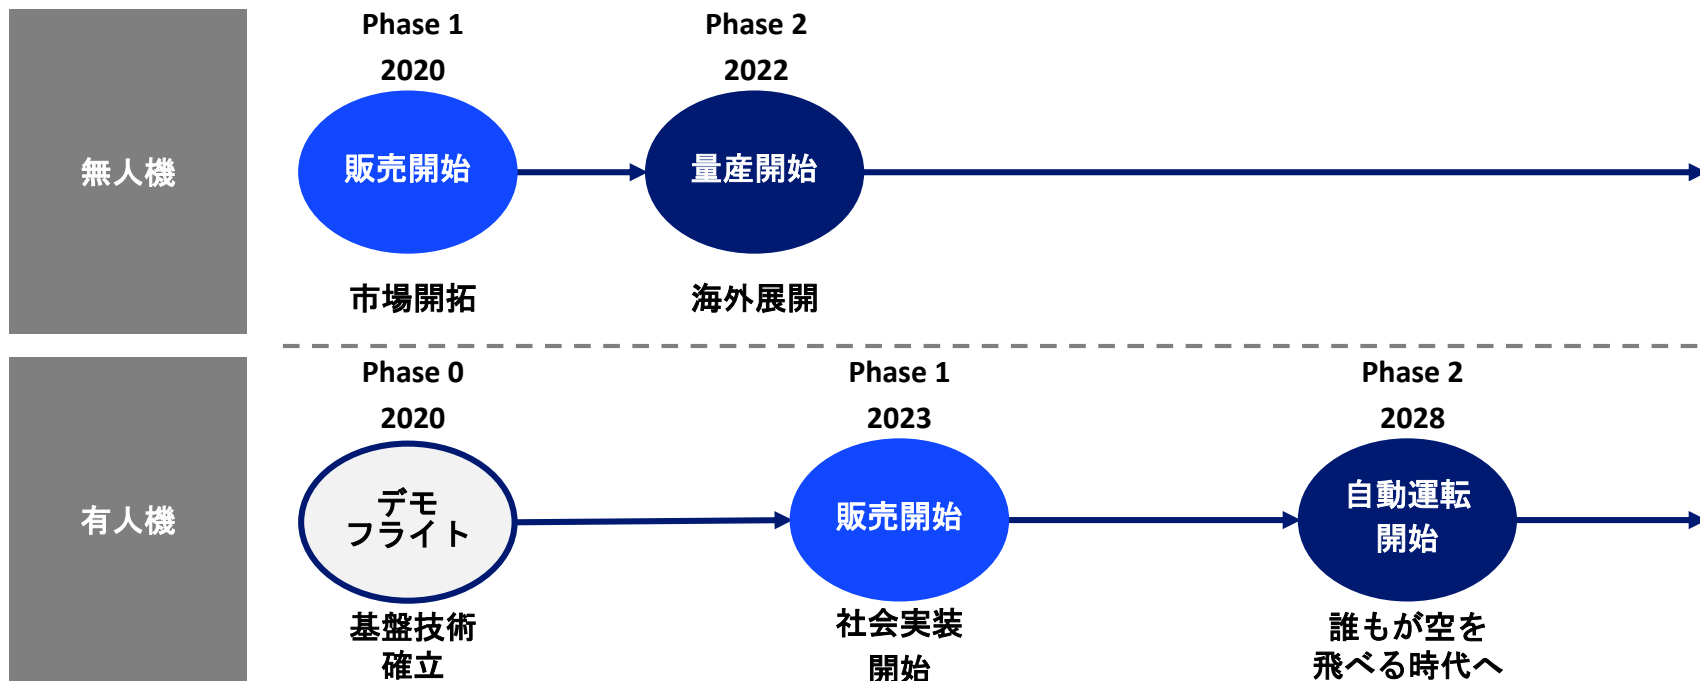 無人機
Phase 1
2020
販売開始
市場開拓
Phase 2
2022
量産開始
海外展開
有人機
Phase 0
2020
デモ
フライト
基盤技術
確立
Phase 1
2023
販売開始
社会実装
開始
Phase 2
2028
自動運転
開始
誰もが空を
飛べる時代へ